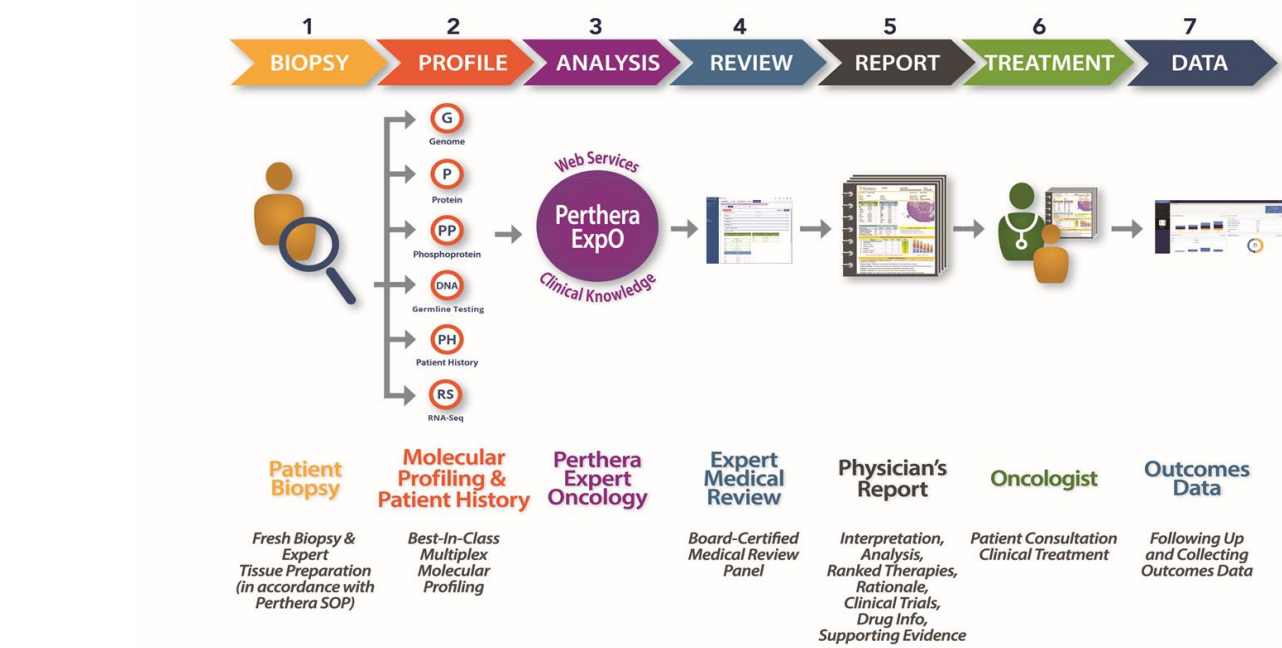 1
2
3
4
5
6
7
BIOPSY
PROFILE
ANALYSIS
REVIEW
REPORT
TREATMENT
DATA
G
Genome
P
Protein
PP
Phosphoprotein
DNA
Germline Testing
PH
Patient History
RS
RNA-Seq
Web Services
Perthera
ExpO
Clinical Knowledge
Patient
Biopsy
Fresh Biopsy &
Expert
Tissue Preparation
(in accordance with
Perthera SOP)
Molecular
Profiling &
Patient History
Best-In-Class
Multiplex
Molecular
Profiling
Perthera
Expert
Oncology
Expert
Medical
Review
Board-Certified
Medical Review
Panel
Physician's
Report
Interpretation,
Analysis,
Ranked Therapies,
Rationale,
Clinical Trials,
Drug Info,
Supporting Evidence
Oncologist
Patient Consultation
Clinical Treatment
Outcomes
Data
Following Up
and Collecting
Outcomes Data